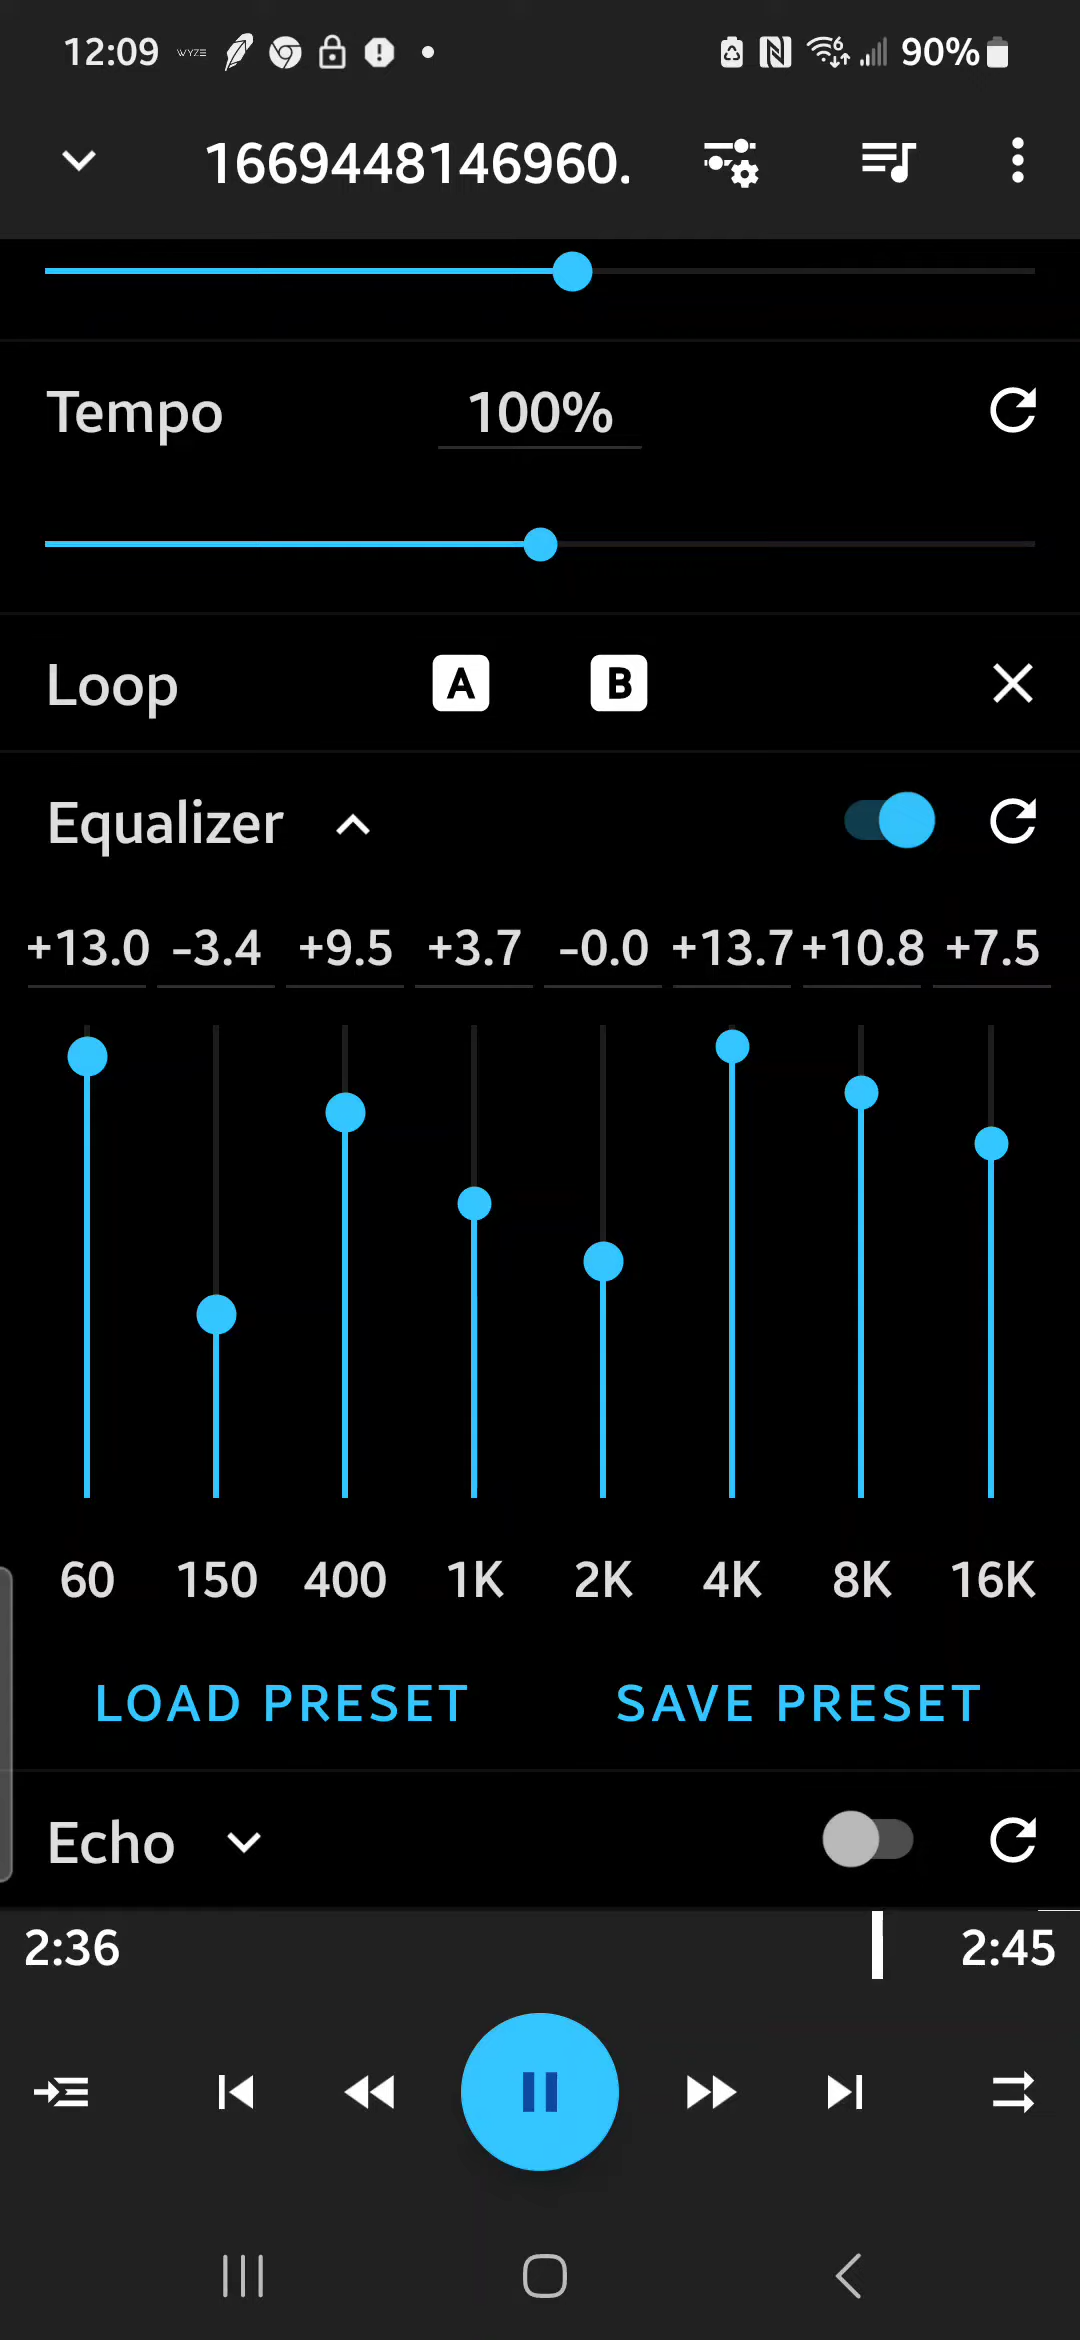 12:09 WYZE 90%
1669448146960.
Tempo 100%
Loop A B
Equalizer
+13.0 -3.4 +9.5 +3.7 -0.0 +13.7 +10.8 +7.5
60 150 400 1K 2K 4K 8K 16K
LOAD PRESET SAVE PRESET
Echo
2:36 2:45